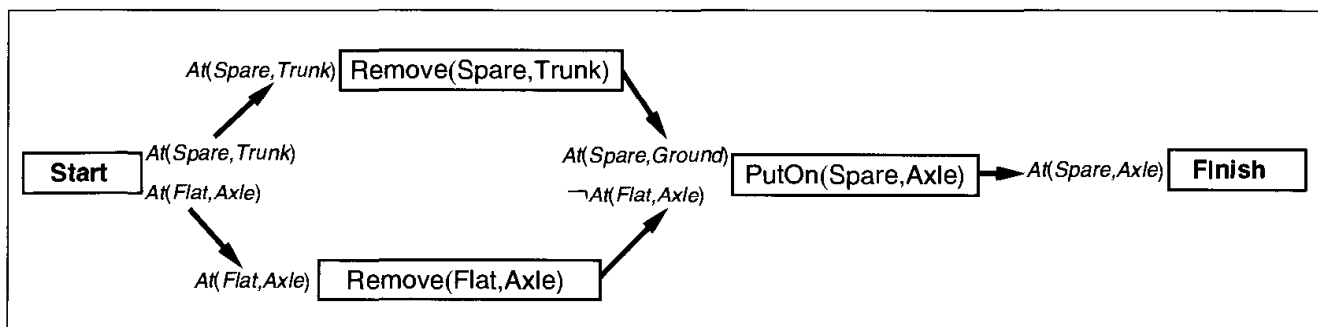 At(Spare,Trunk) Remove(Spare,Trunk)
Start
At(Spare,Trunk)
At(Flat,Axle)
At(Flat,Axle) Remove(Flat,Axle)
At(Spare,Ground)
¬At(Flat,Axle)
PutOn(Spare,Axle)
At(Spare,Axle) Finish